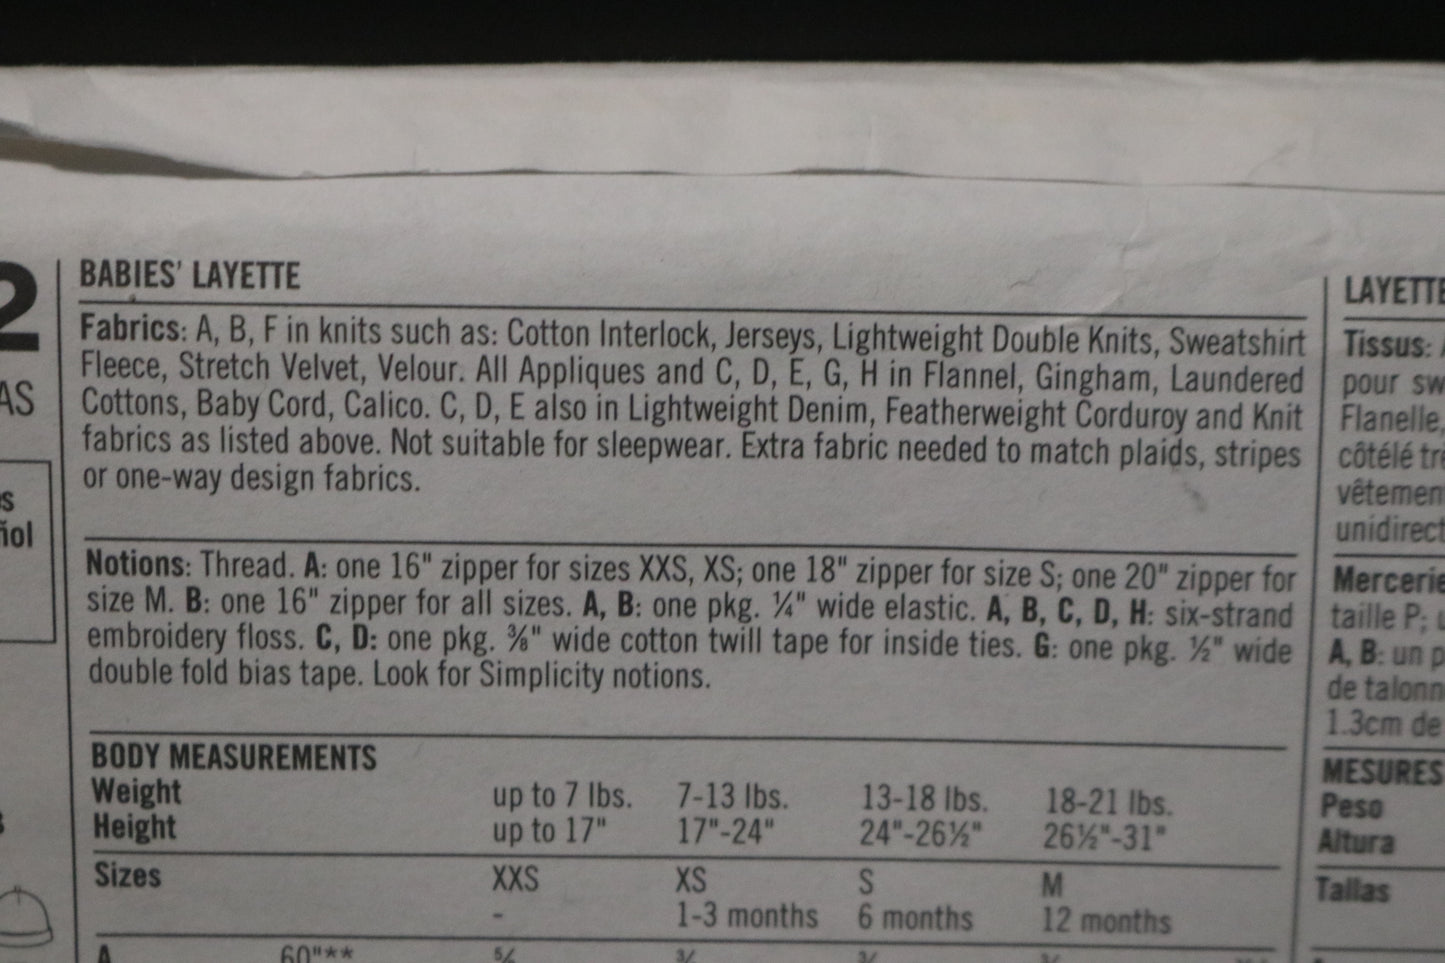 2
AS
s
ñol
BABIES' LAYETTE
Fabrics: A, B, F in knits such as: Cotton Interlock, Jerseys, Lightweight Double Knits, Sweatshirt
Fleece, Stretch Velvet, Velour. All Appliques and C, D, E, G, H in Flannel, Gingham, Laundered
Cottons, Baby Cord, Calico. C, D, E also in Lightweight Denim, Featherweight Corduroy and Knit
fabrics as listed above. Not suitable for sleepwear. Extra fabric needed to match plaids, stripes
or one-way design fabrics.
Notions: Thread. A: one 16" zipper for sizes XXS, XS; one 18" zipper for size S; one 20" zipper for
size M. B: one 16" zipper for all sizes. A, B: one pkg. ¼" wide elastic. A, B, C, D, H: six-strand
embroidery floss. C, D: one pkg. ⅜" wide cotton twill tape for inside ties. G: one pkg. ½" wide
double fold bias tape. Look for Simplicity notions.
BODY MEASUREMENTS
Weight up to 7 lbs. 7-13 lbs. 13-18 lbs. 18-21 lbs.
Height up to 17" 17"-24" 24"-26½" 26½"-31"
Sizes XXS XS S M
- 1-3 months 6 months 12 months
A 60"**
LAYETTE
Tissus:
pour sw
Flanelle,
côtélé tr
vêtemen
unidirect
Mercerie
taille P;
A, B: un p
de talonn
1.3cm de
MESURES
Peso
Altura
Tallas